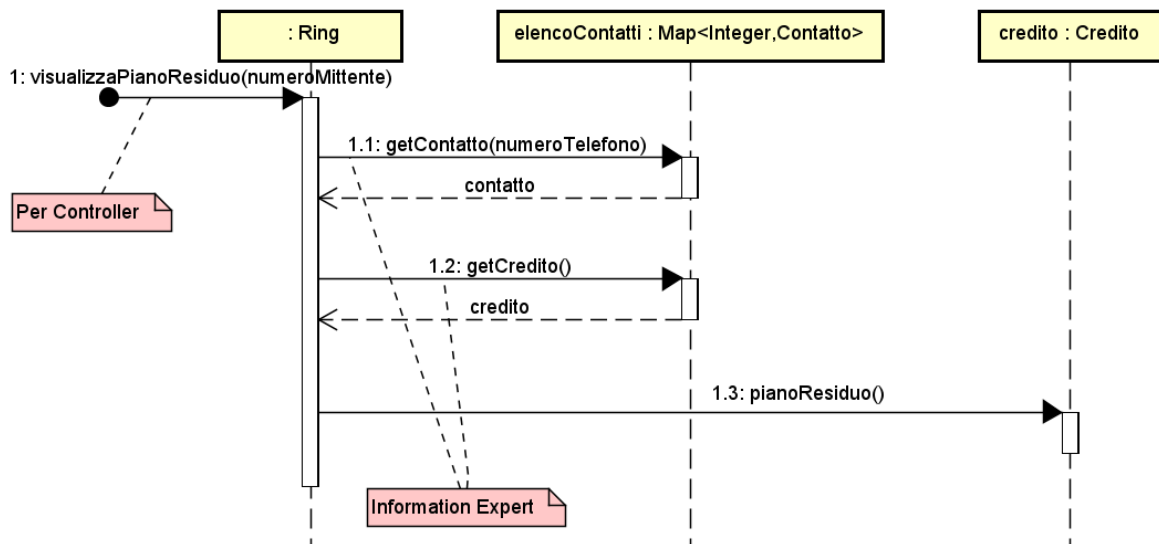 : Ring
elencoContatti : Map<Integer,Contatto>
credito : Credito
1: visualizzaPianoResiduo(numeroMittente)
1.1: getContatto(numeroTelefono)
contatto
Per Controller
1.2: getCredito()
credito
1.3: pianoResiduo()
Information Expert